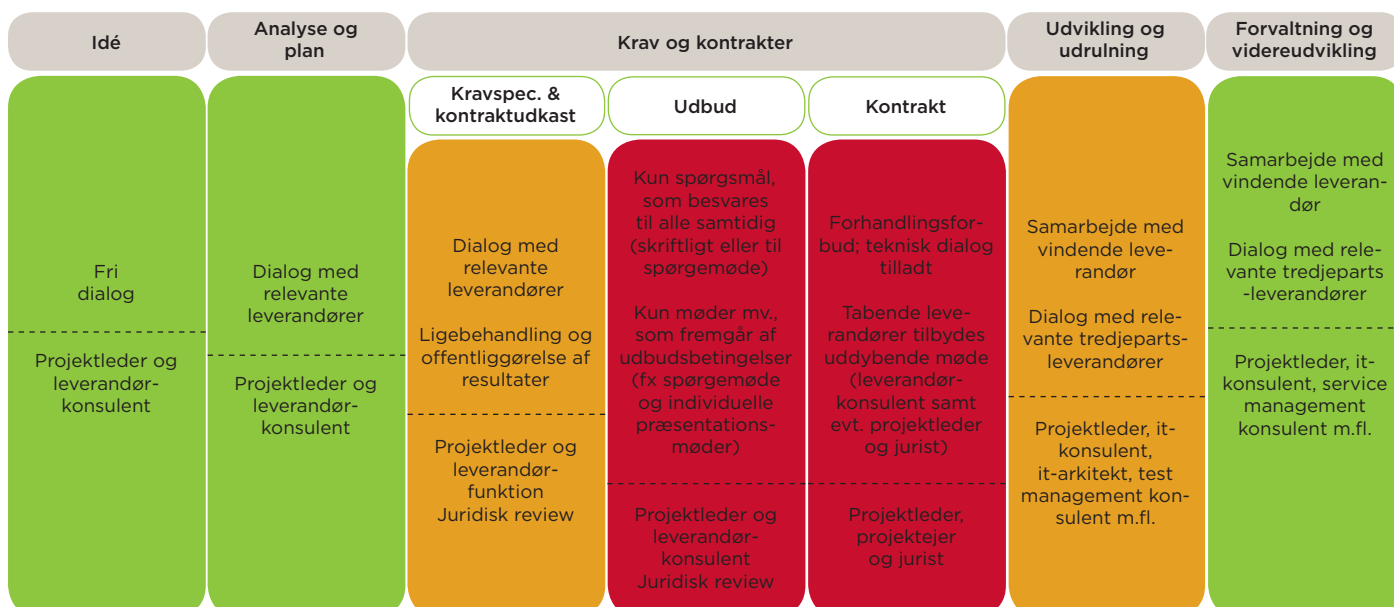 Idé
Analyse og
plan
Krav og kontrakter
Udvikling og
udrulning
Forvaltning og
videreudvikling
Kravspec. &
kontraktudkast
Udbud
Kontrakt
Fri
dialog
Projektleder og
leverandør-
konsulent
Dialog med
relevante
leverandører
Projektleder og
leverandør-
konsulent
Dialog med
relevante
leverandører
Ligebehandling og
offentliggørelse af
resultater
Projektleder og
leverandør-
funktion
Juridisk review
Kun spørgsmål,
som besvares
til alle samtidig
(skriftligt eller til
spørgemøde)
Kun møder mv.,
som fremgår af
udbudsbetingelser
(fx spørgemøde
og individuelle
præsentations-
møder)
Projektleder og
leverandør-
konsulent
Juridisk review
Forhandlingsfor-
bud; teknisk dialog
tilladt
Tabende leve-
randører tilbydes
uddybende møde
(leverandør-
konsulent samt
evt. projektleder
og jurist)
Projektleder,
projektejer
og jurist
Samarbejde med
vindende leve-
randør
Dialog med rele-
vante tredjeparts-
leverandører
Projektleder, it-
konsulent,
it-arkitekt, test
management kon-
sulent m.fl.
Samarbejde med
vindende leveran-
dør
Dialog med rele-
vante tredjeparts
-leverandører
Projektleder, it-
konsulent, service
management
konsulent m.fl.